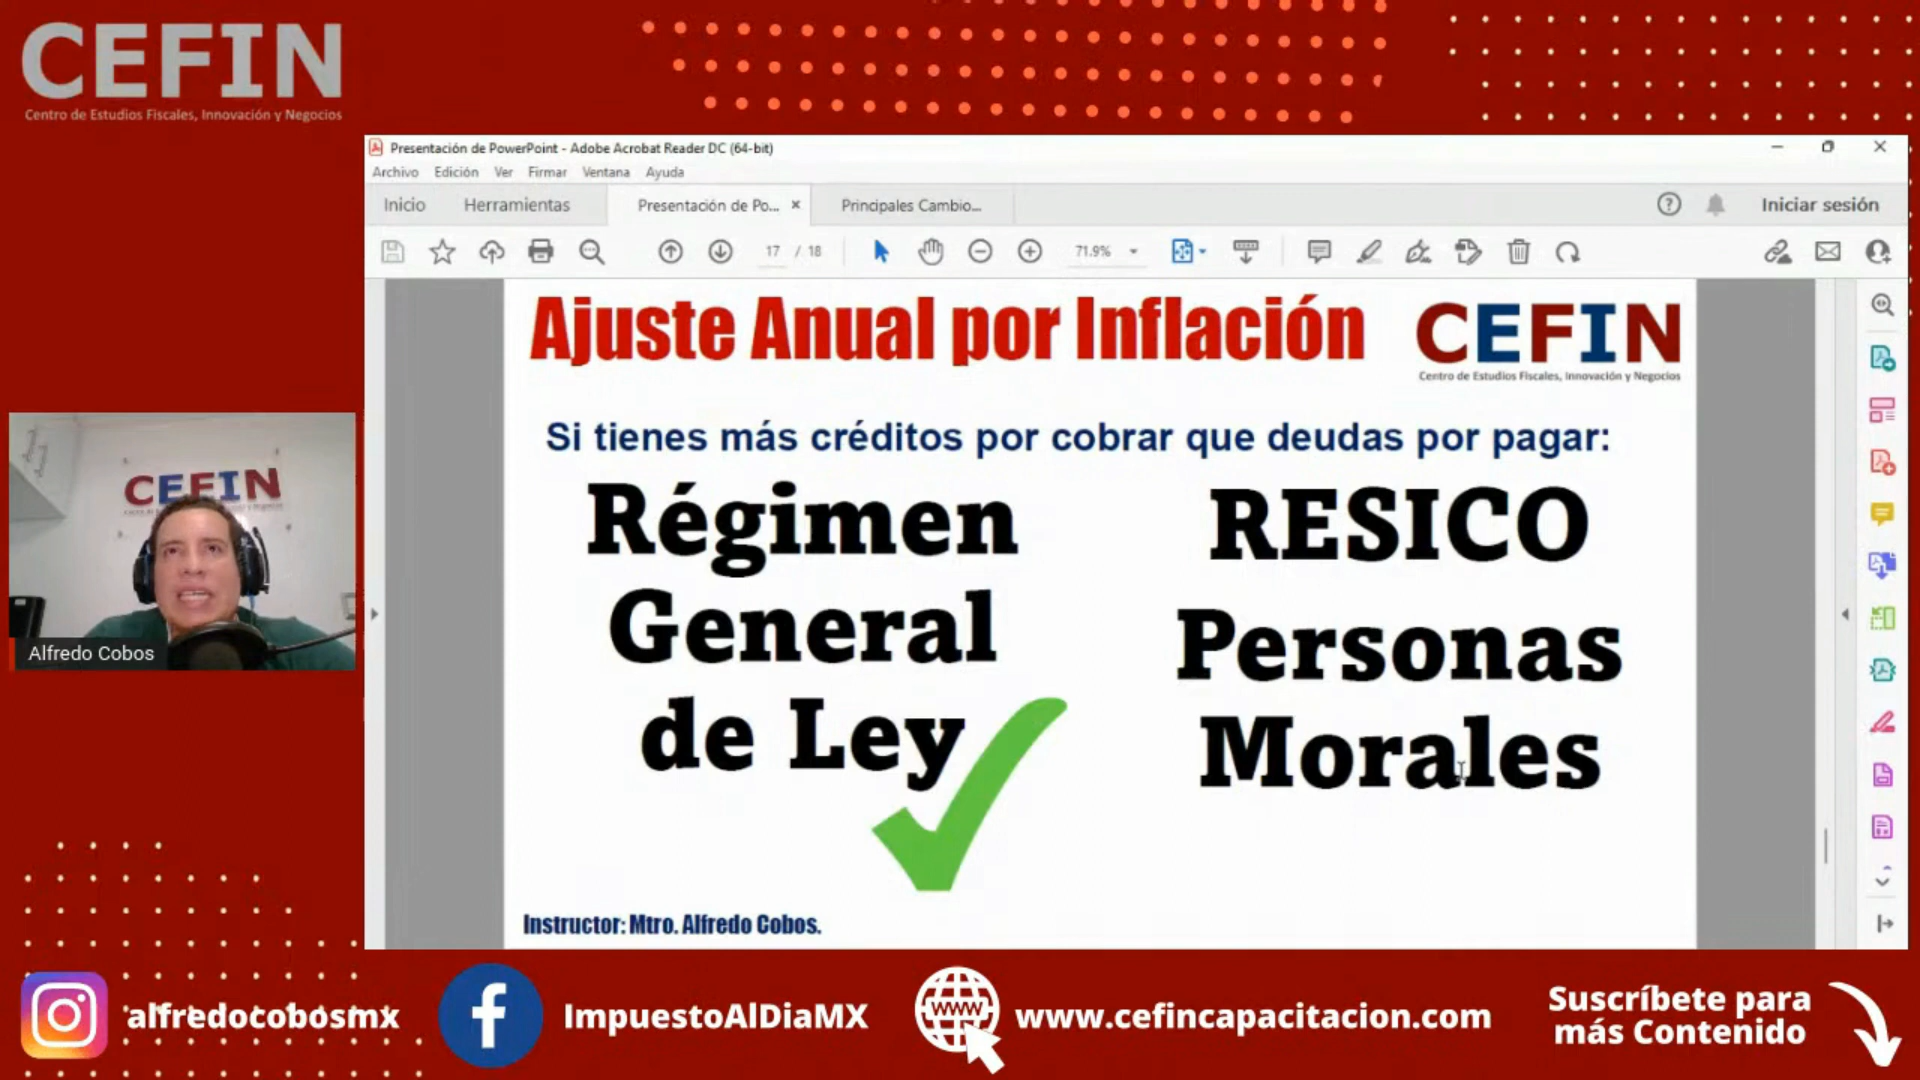 CEFIN
Centro de Estudios Fiscales, Innovación y Negocios
Presentación de PowerPoint - Adobe Acrobat Reader DC (64-bit)
Archivo Edición Ver Firmar Ventana Ayuda
Inicio Herramientas Presentación de Po... Principales Cambio... Iniciar sesión
17 / 18 71.9%
Ajuste Anual por Inflación
CEFIN
Centro de Estudios Fiscales, Innovación y Negocios
Si tienes más créditos por cobrar que deudas por pagar:
Régimen
General
de Ley
RESICO
Personas
Morales
Instructor: Mtro. Alfredo Cobos.
CEFIN
Alfredo Cobos
alfredocobosmx
ImpuestoAlDiaMX
WWW
www.cefincapacitacion.com
Suscríbete para
más Contenido